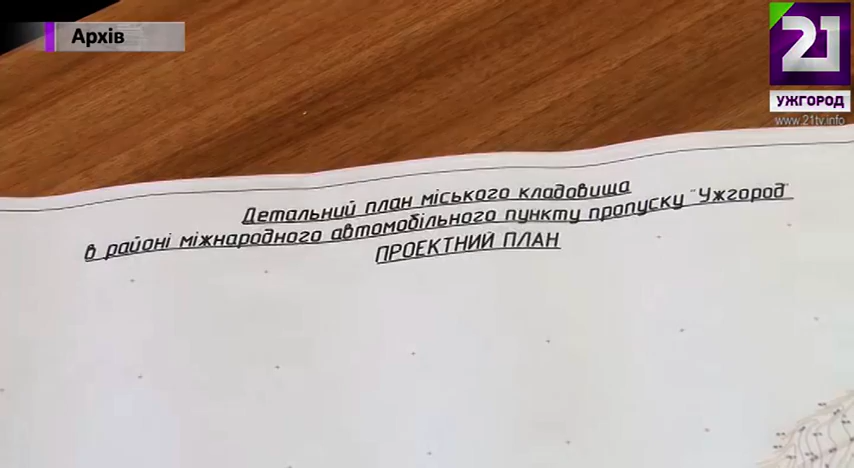 Архів
21
УЖГОРОД
www.21tv.info
Детальний план міського кладовища
в районі міжнародного автомобільного пункту пропуску "Ужгород"
ПРОЕКТНИЙ ПЛАН